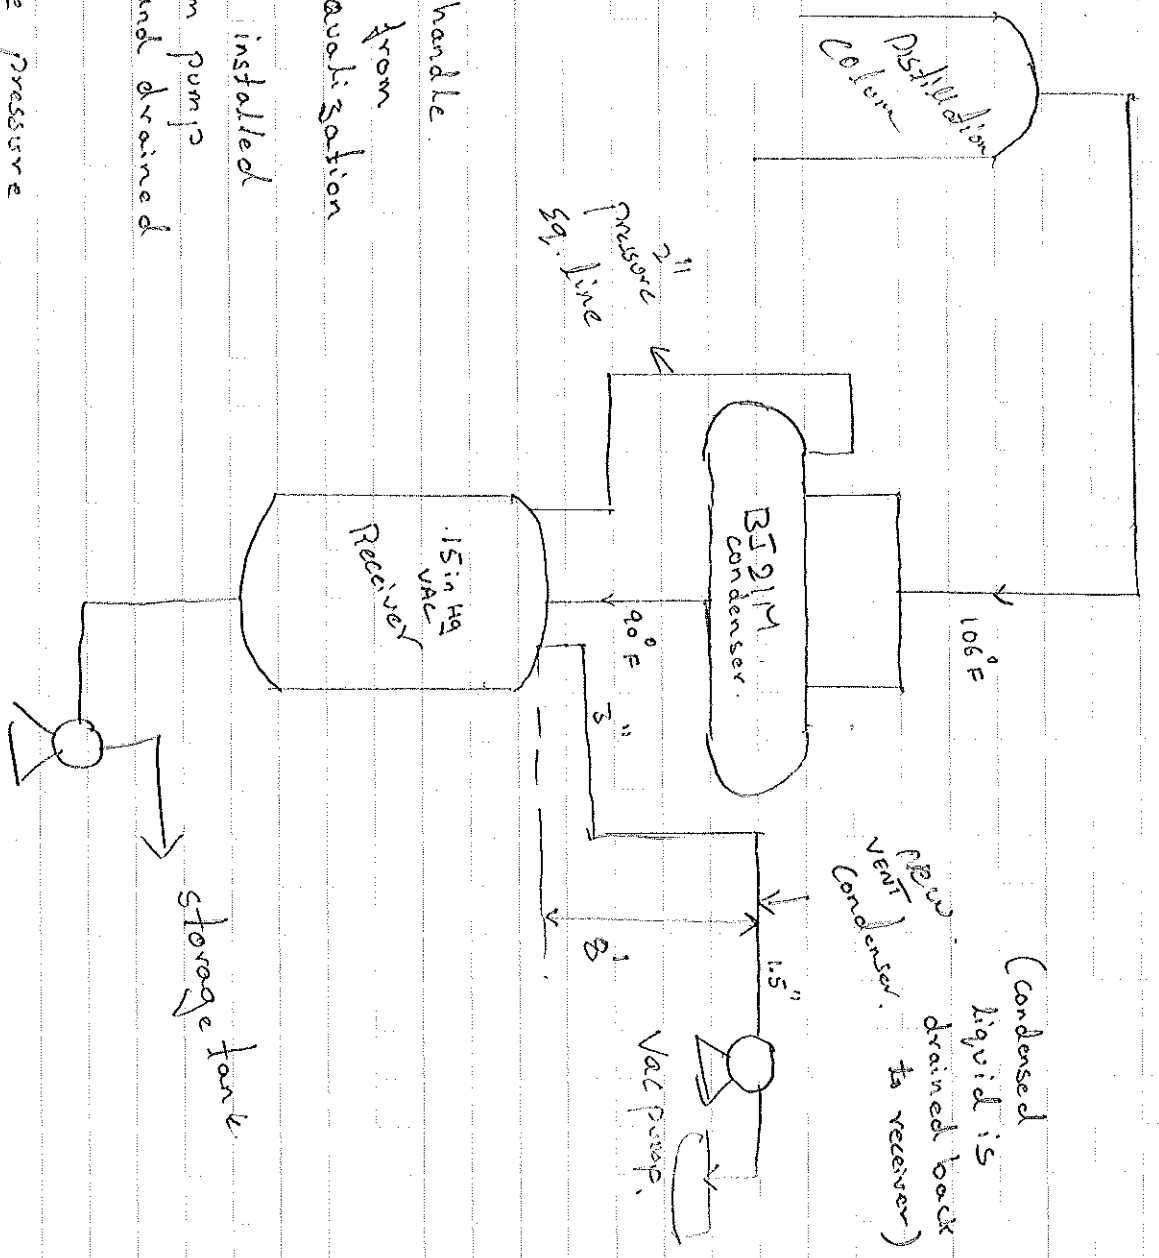 handle.
from
avalization
installed
n pump
and drained
e pressure
Distillation
Colum
106°F
2"
pressure
Eq. line
BJ21M
condenser.
90°F
.15 in Hg
VAC
Receiver
3"
(condensed
liquid is
drained back
to receiver)
new
VENT
Condenser.
1.5"
8'
Vac pump.
storage tank.